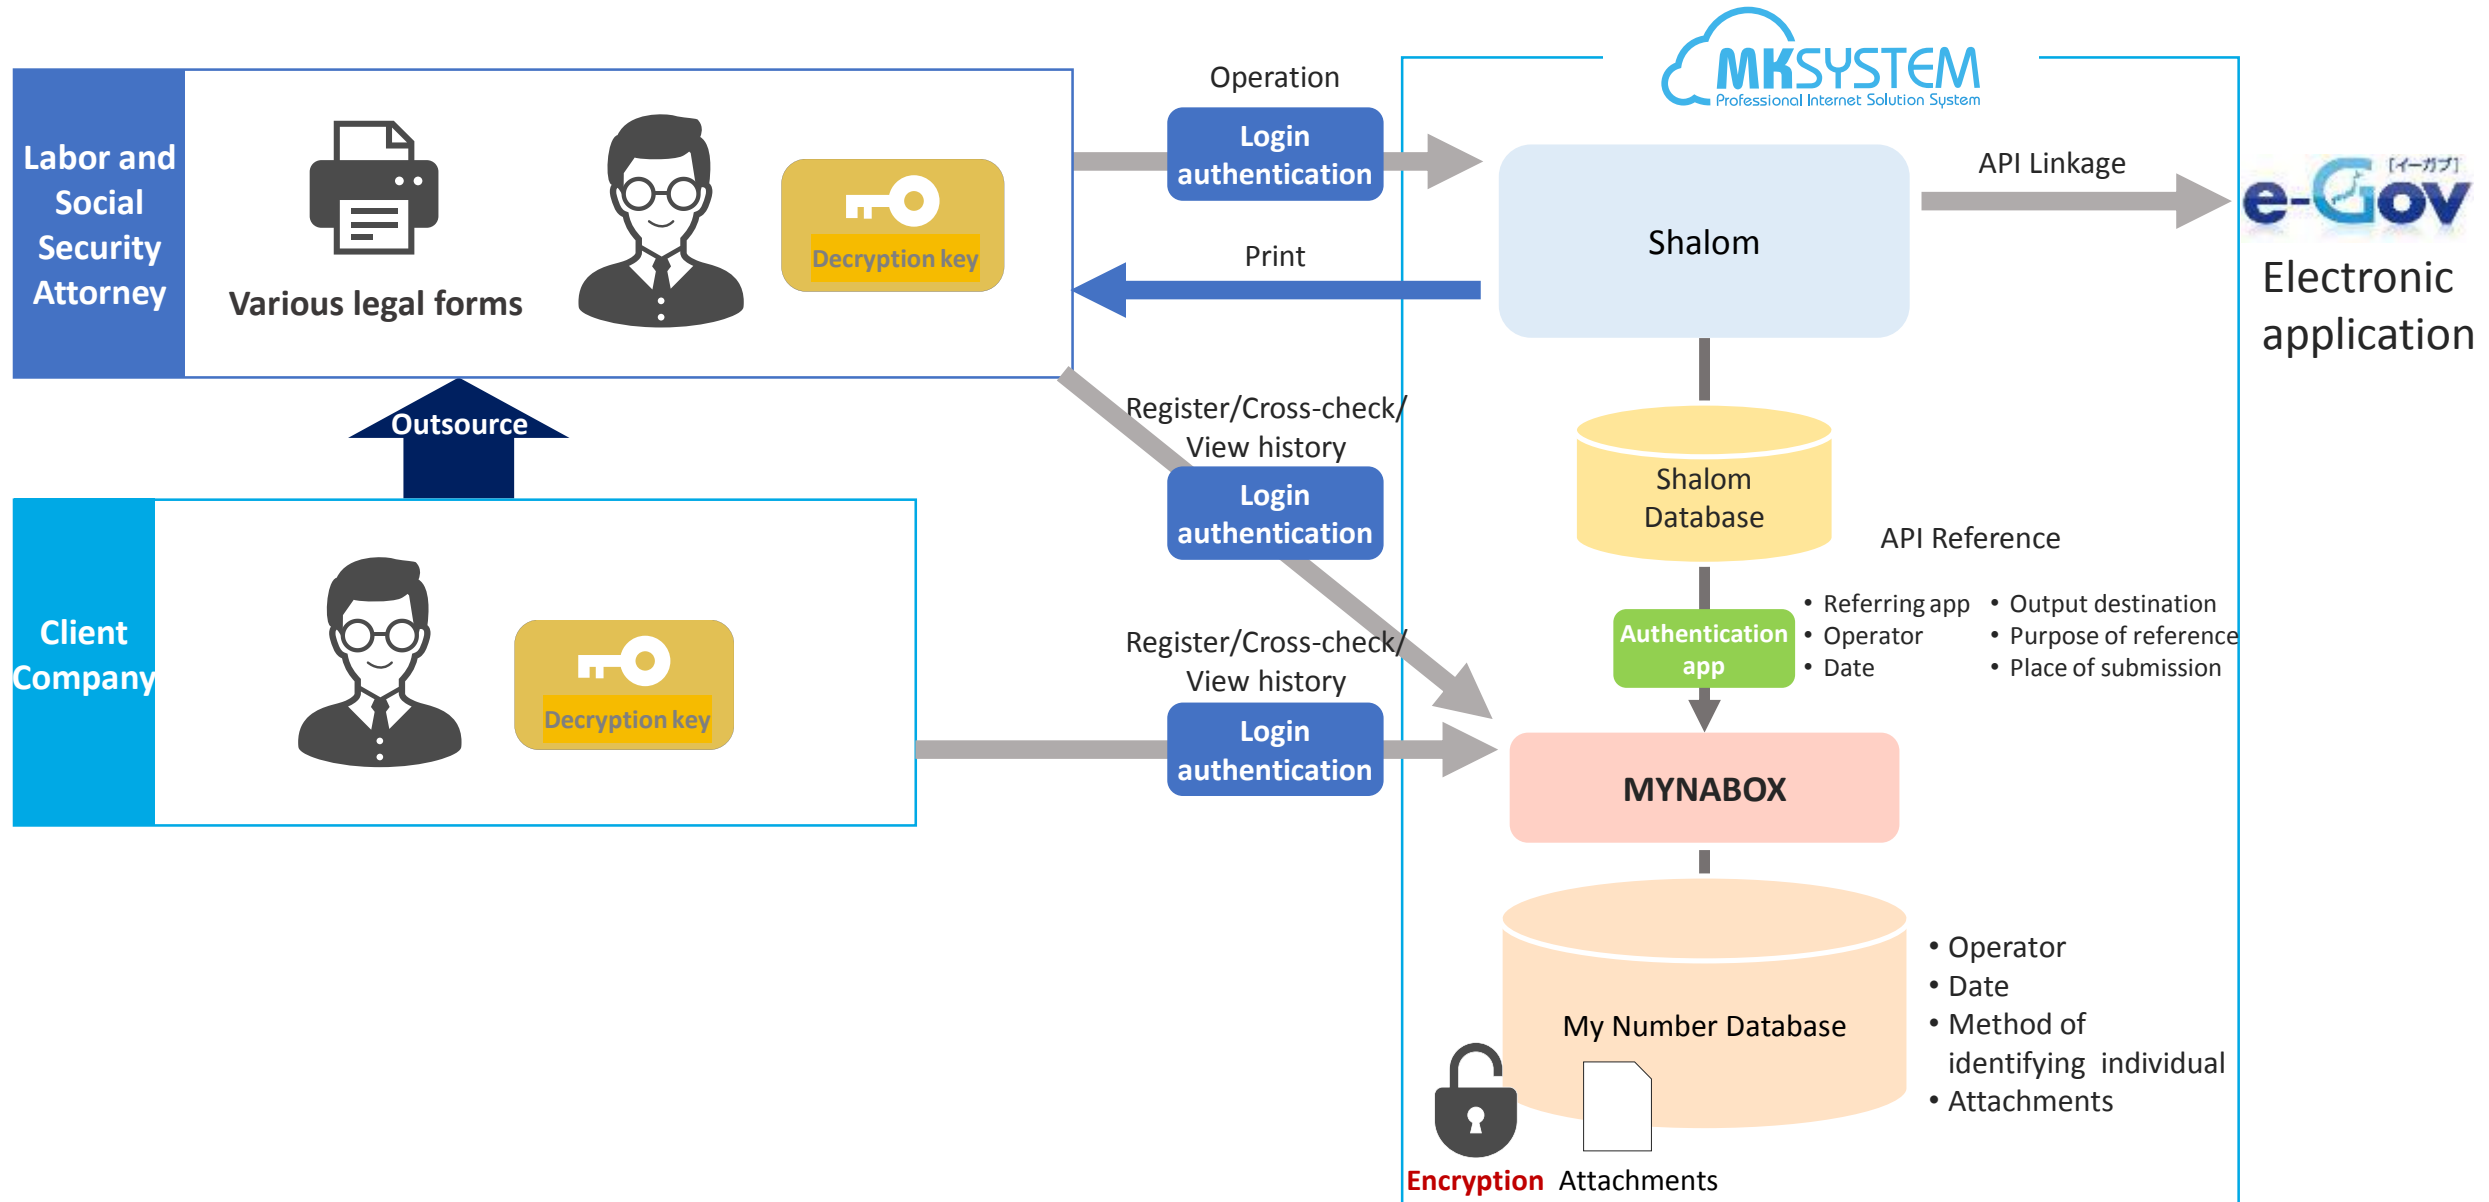 MKSYSTEM
Professional Internet Solution System
Labor and
Social
Security
Attorney
Various legal forms
Decryption key
Operation
Login
authentication
Print
Shalom
API Linkage
[イーガブ]
e-Gov
Electronic
application
Outsource
Register/Cross-check/
View history
Login
authentication
Shalom
Database
API Reference
Authentication
app
• Referring app
• Operator
• Date
• Output destination
• Purpose of reference
• Place of submission
Client
Company
Decryption key
Register/Cross-check/
View history
Login
authentication
MYNABOX
My Number Database
• Operator
• Date
• Method of
identifying individual
• Attachments
Encryption
Attachments